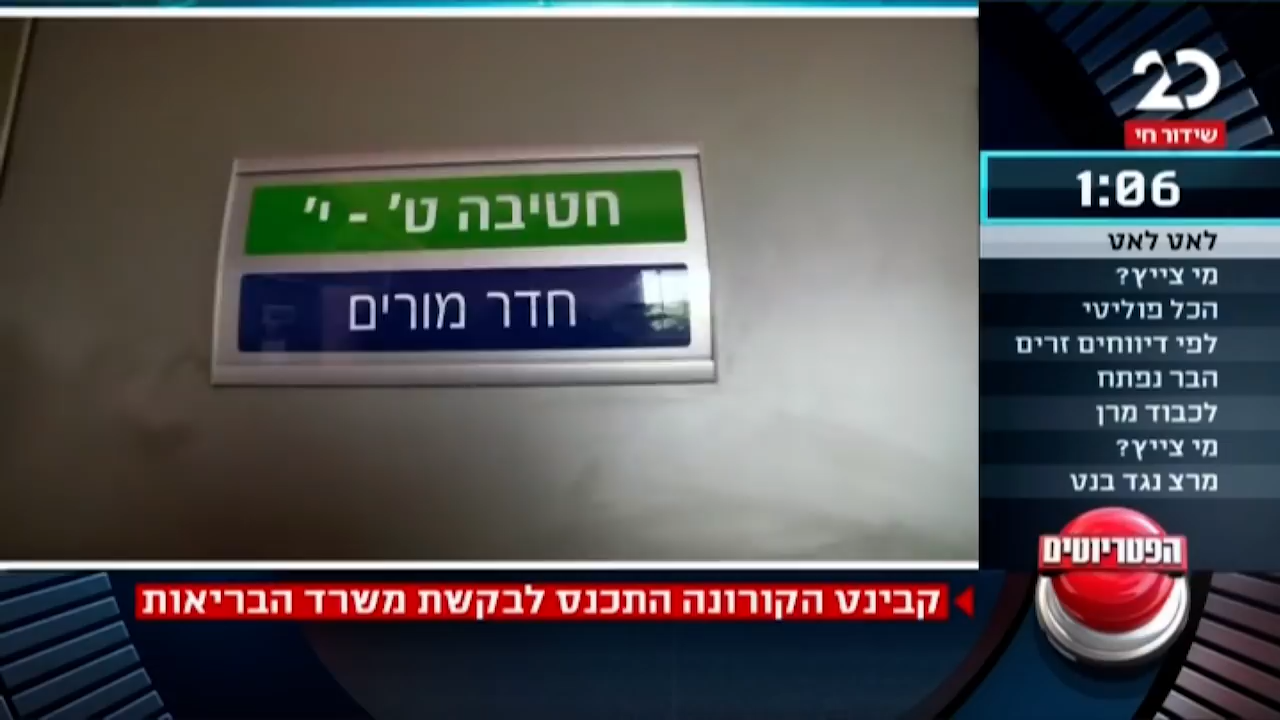 חטיבה ט' - י'
חדר מורים
20
שידור חי
1:06
לאט לאט
מי צייץ?
הכל פוליטי
לפי דיווחים זרים
הבר נפתח
לכבוד מרן
מי צייץ?
מרצ נגד בנט
הפטריוטים
קבינט הקורונה התכנס לבקשת משרד הבריאות